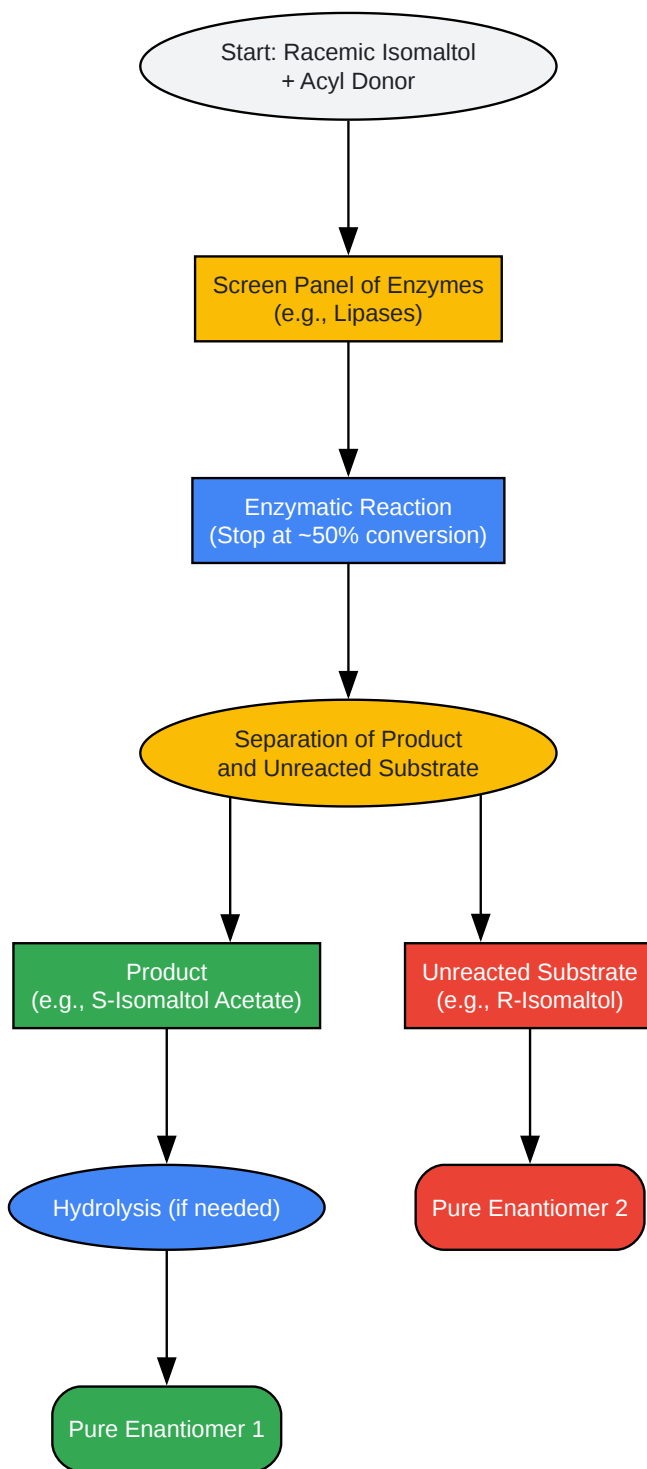 Start: Racemic Isomaltol
+ Acyl Donor
Screen Panel of Enzymes
(e.g., Lipases)
Enzymatic Reaction
(Stop at ~50% conversion)
Separation of Product
and Unreacted Substrate
Product
(e.g., S-Isomaltol Acetate)
Unreacted Substrate
(e.g., R-Isomaltol)
Hydrolysis (if needed)
Pure Enantiomer 2
Pure Enantiomer 1